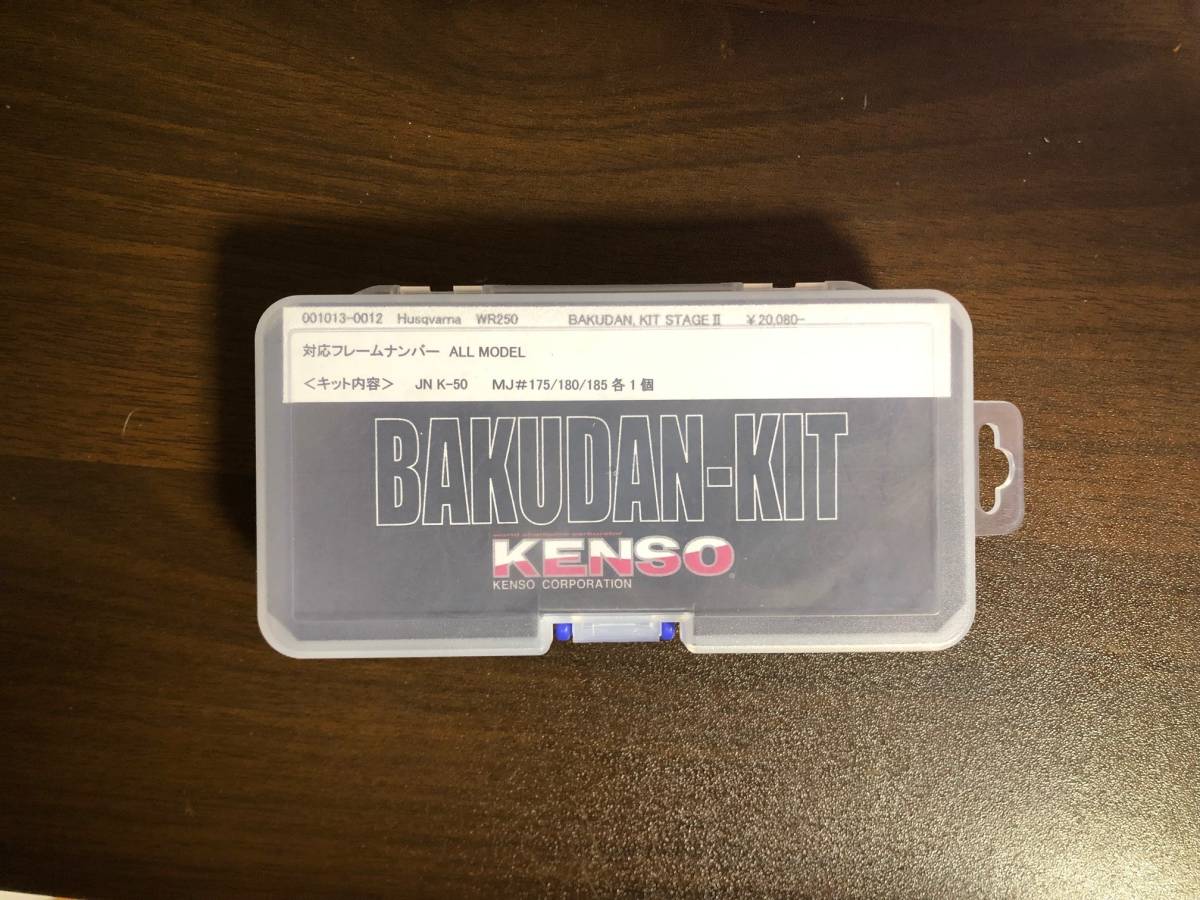 001013-0012 Husqvarna WR250 BAKUDAN, KIT STAGE Ⅱ ¥20,080-
対応フレームナンバー ALL MODEL
<キット内容> JN K-50 MJ#175/180/185 各1個
BAKUDAN-KIT
KENSO
KENSO CORPORATION